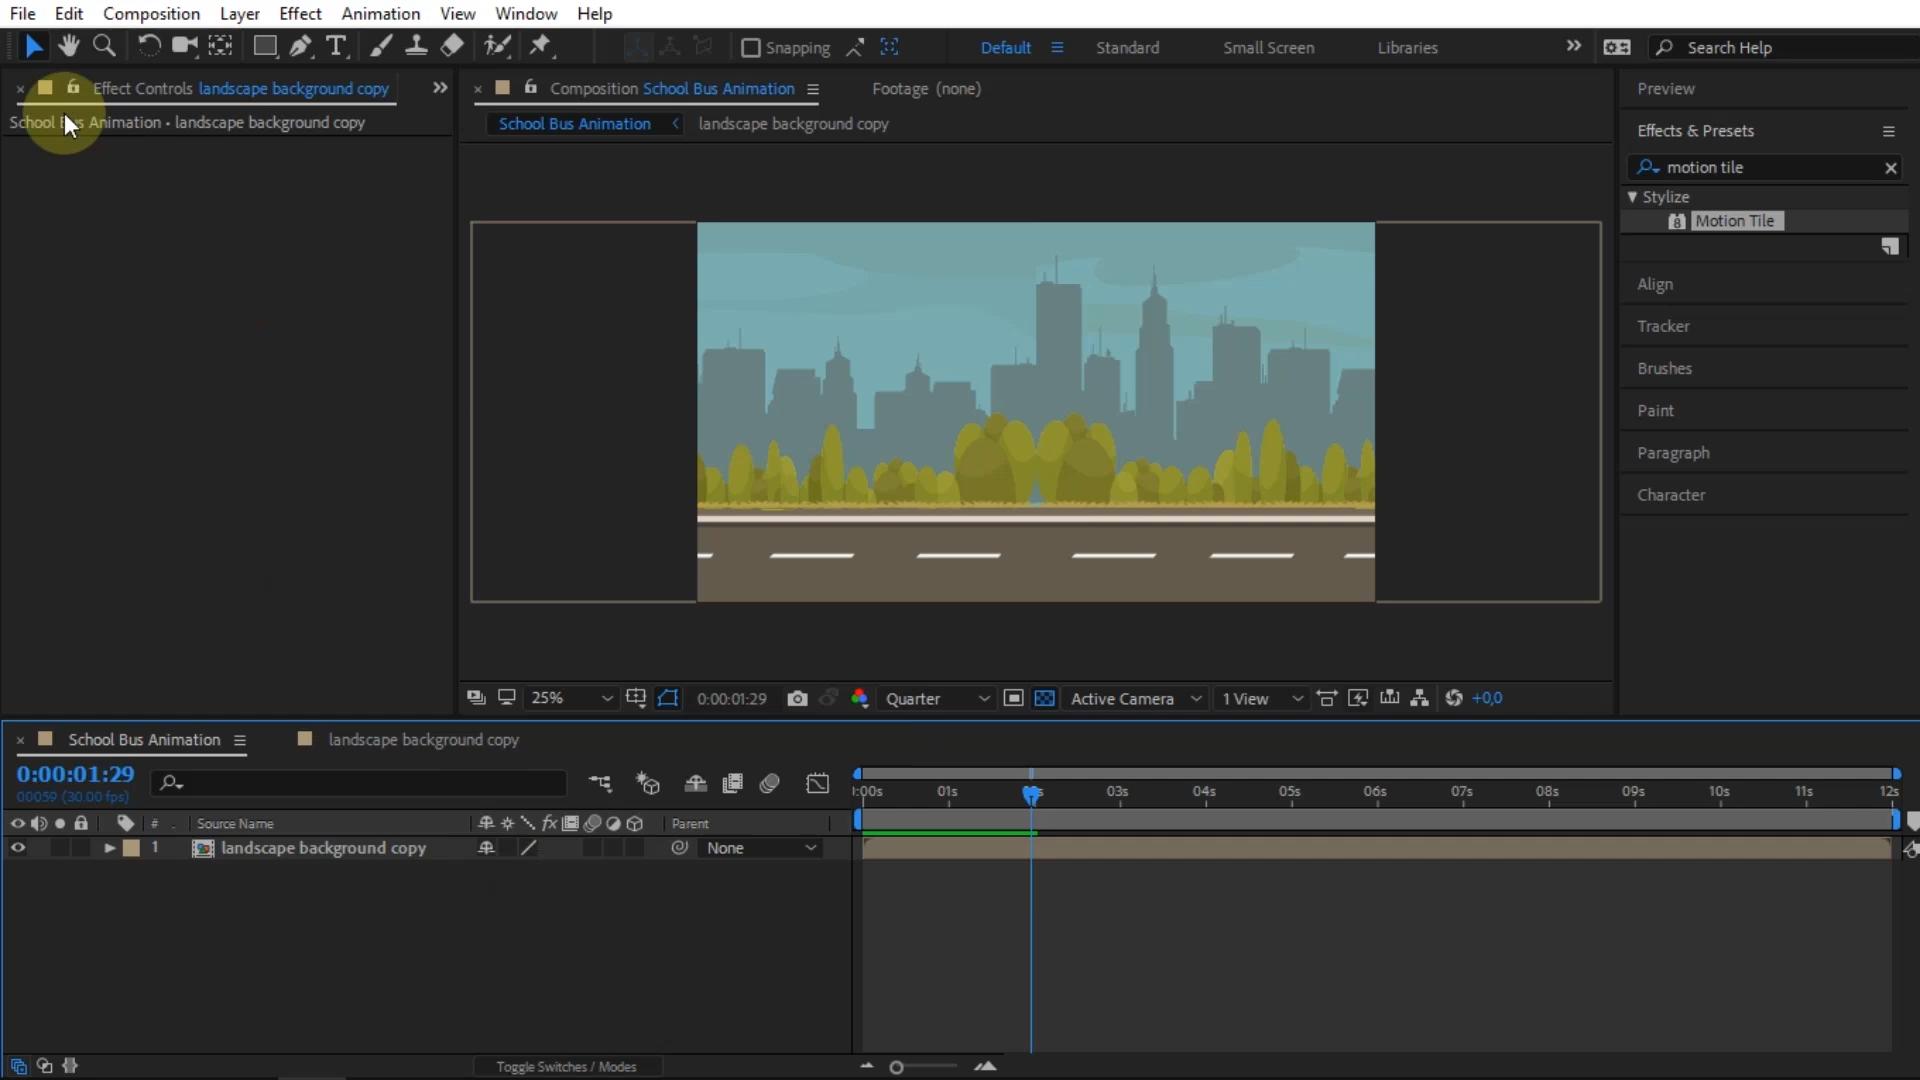 File Edit Composition Layer Effect Animation View Window Help
Snapping Default Standard Small Screen Libraries Search Help
Effect Controls landscape background copy
School Bus Animation • landscape background copy
Composition School Bus Animation Footage (none)
School Bus Animation landscape background copy
Preview
Effects & Presets
motion tile
Stylize
8 Motion Tile
Align
Tracker
Brushes
Paint
Paragraph
Character
25% 0:00:01:29 Quarter Active Camera 1 View +0,0
School Bus Animation landscape background copy
0:00:01:29
00059 (30.00 fps)
:00s 01s 03s 04s 05s 06s 07s 08s 09s 10s 11s 12s
# Source Name fx Parent
1 landscape background copy None
Toggle Switches / Modes